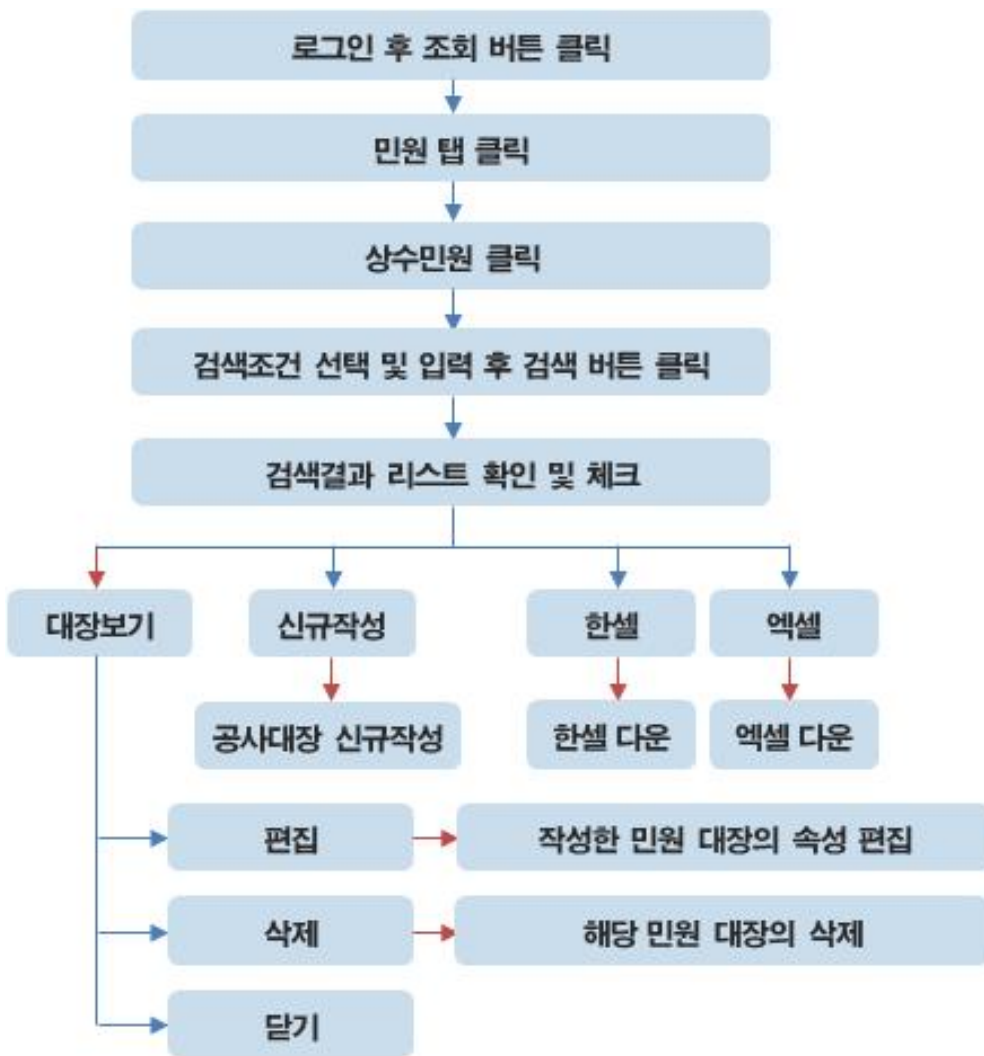 로그인 후 조회 버튼 클릭
민원 탭 클릭
상수민원 클릭
검색조건 선택 및 입력 후 검색 버튼 클릭
검색결과 리스트 확인 및 체크
대장보기
신규작성
한셀
엑셀
공사대장 신규작성
한셀 다운
엑셀 다운
편집
작성한 민원 대장의 속성 편집
삭제
해당 민원 대장의 삭제
닫기